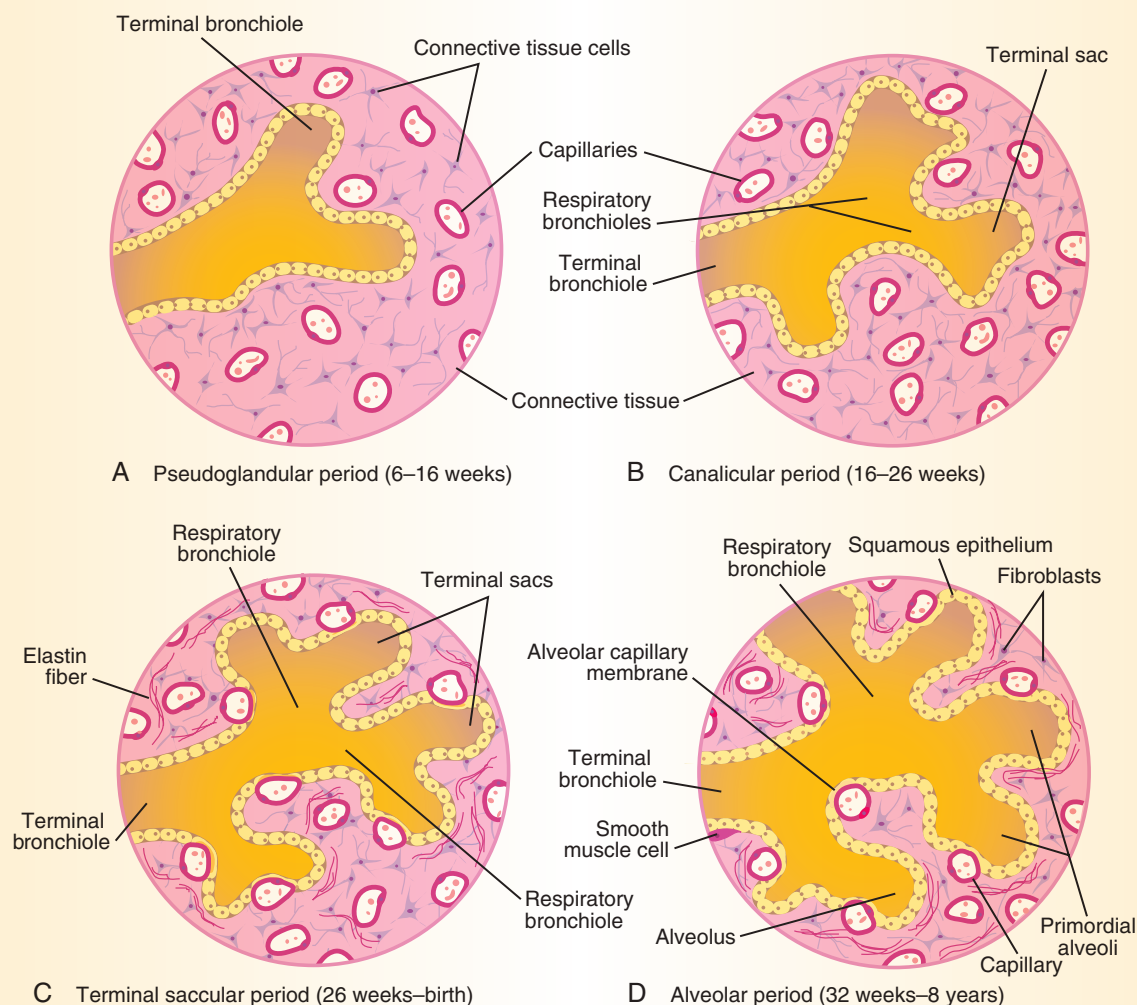 Terminal bronchiole
Connective tissue cells
Terminal sac
Capillaries
Respiratory
bronchioles
Terminal
bronchiole
Connective tissue
A Pseudoglandular period (6–16 weeks)
B Canalicular period (16–26 weeks)
Respiratory
bronchiole
Terminal sacs
Elastin
fiber
Terminal
bronchiole
Respiratory
bronchiole
C Terminal saccular period (26 weeks–birth)
Respiratory
bronchiole
Squamous epithelium
Fibroblasts
Alveolar capillary
membrane
Terminal
bronchiole
Smooth
muscle cell
Alveolus
Primordial
alveoli
Capillary
D Alveolar period (32 weeks–8 years)